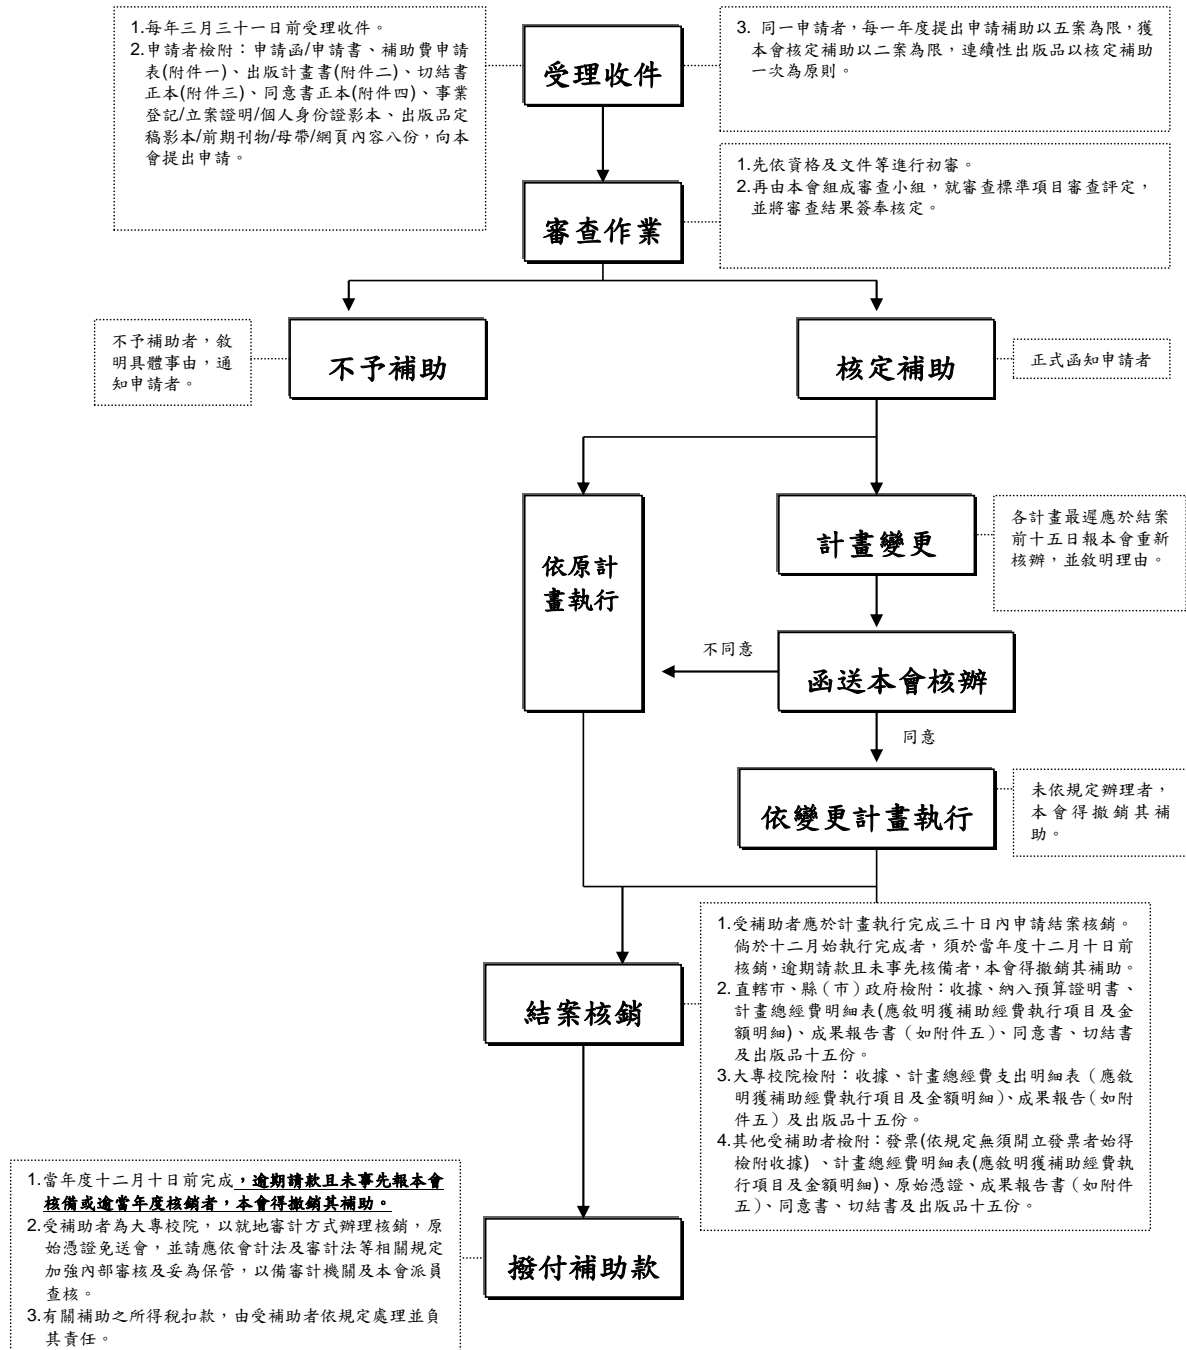 1.每年三月三十一日前受理收件。
2.申請者檢附：申請函/申請書、補助費申請
表(附件一)、出版計畫書(附件二)、切結書
正本(附件三)、同意書正本(附件四)、事業
登記/立案證明/個人身份證影本、出版品定
稿影本/前期刊物/母帶/網頁內容八份，向本
會提出申請。
受理收件
3. 同一申請者，每一年度提出申請補助以五案為限，獲
本會核定補助以二案為限，連續性出版品以核定補助
一次為原則。
審查作業
1.先依資格及文件等進行初審。
2.再由本會組成審查小組，就審查標準項目審查評定，
並將審查結果簽奉核定。
不予補助者，敘
明具體事由，通
知申請者。
不予補助
核定補助
正式函知申請者
依原計
畫執行
計畫變更
各計畫最遲應於結案
前十五日報本會重新
核辦，並敘明理由。
不同意
函送本會核辦
同意
依變更計畫執行
未依規定辦理者，
本會得撤銷其補
助。
結案核銷
1.受補助者應於計畫執行完成三十日內申請結案核銷。
倘於十二月始執行完成者，須於當年度十二月十日前
核銷，逾期請款且未事先核備者，本會得撤銷其補助。
2.直轄市、縣（市）政府檢附：收據、納入預算證明書、
計畫總經費明細表(應敘明獲補助經費執行項目及金
額明細)、成果報告書（如附件五）、同意書、切結書
及出版品十五份。
3.大專校院檢附：收據、計畫總經費支出明細表（應敘
明獲補助經費執行項目及金額明細)、成果報告（如附
件五）及出版品十五份。
4.其他受補助者檢附：發票(依規定無須開立發票者始得
檢附收據) 、計畫總經費明細表(應敘明獲補助經費執
行項目及金額明細)、原始憑證、成果報告書（如附件
五）、同意書、切結書及出版品十五份。
1.當年度十二月十日前完成，逾期請款且未事先報本會
核備或逾當年度核銷者，本會得撤銷其補助。
2.受補助者為大專校院，以就地審計方式辦理核銷，原
始憑證免送會，並請應依會計法及審計法等相關規定
加強內部審核及妥為保管，以備審計機關及本會派員
查核。
3.有關補助之所得稅扣款，由受補助者依規定處理並負
其責任。
撥付補助款